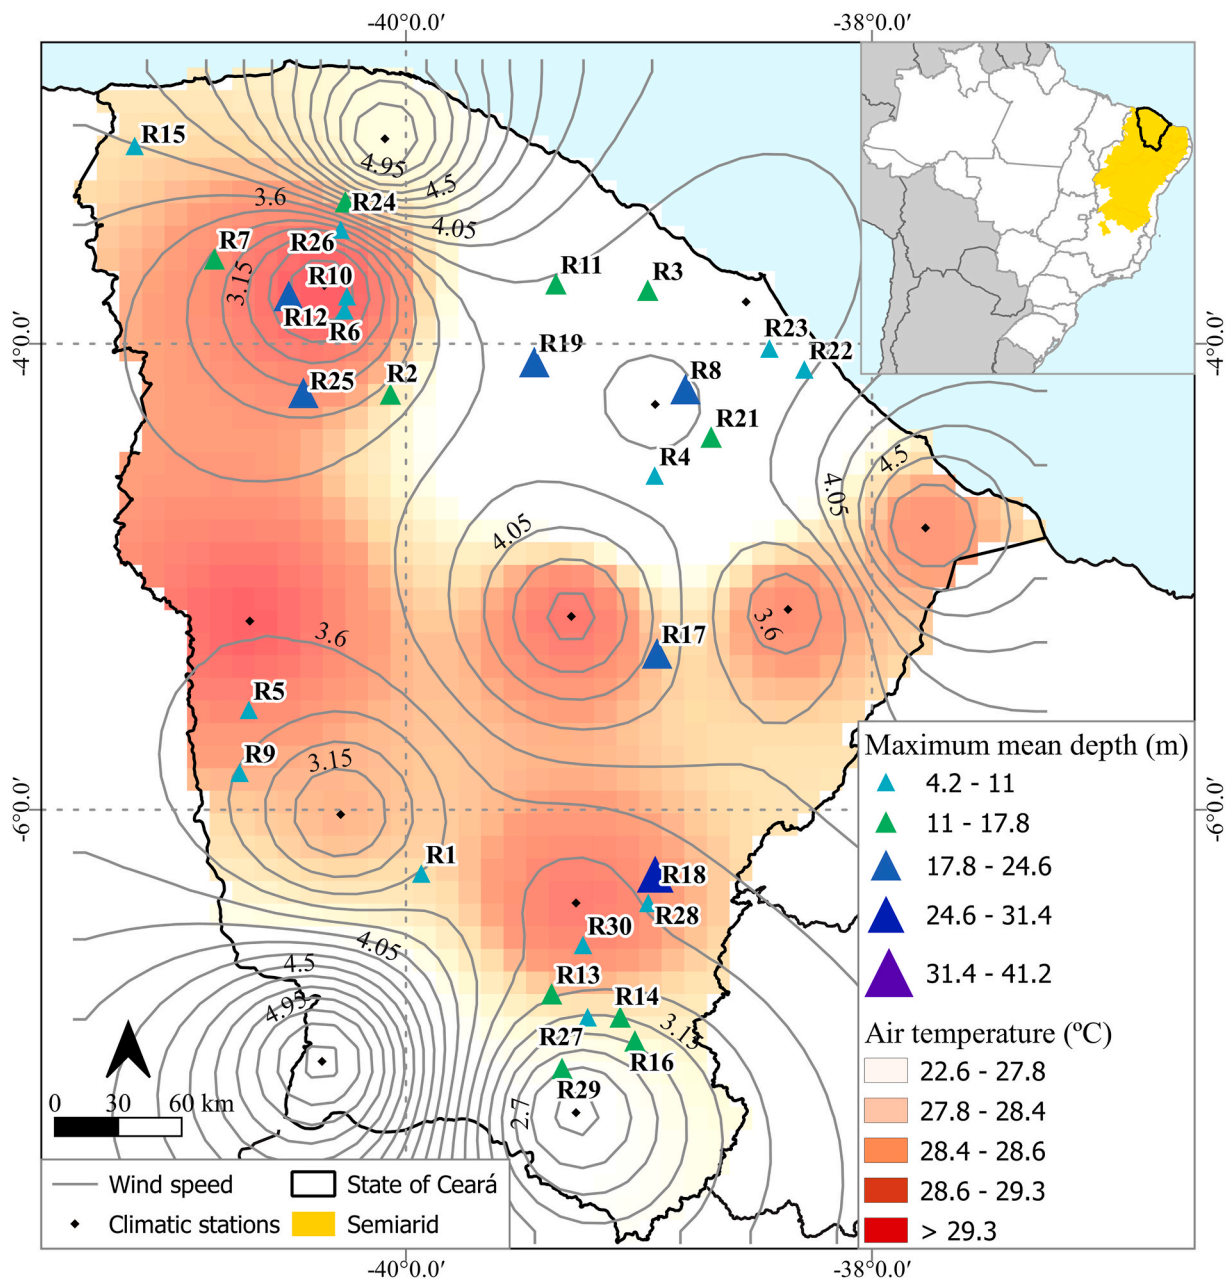 -40°0.0′ -38°0.0′
R15
4.95
4.5
3.6
R24
4.05
R26
R7
R10
3.15
R11
R3
R12
R6
R23
-4°0.0′ -4°0.0′
R19
R22
R25
R2
R8
R21
R4
4.5
4.05
4.05
3.6
3.6
R17
R5
R9
3.15
Maximum mean depth (m)
4.2 - 11
11 - 17.8
17.8 - 24.6
24.6 - 31.4
31.4 - 41.2
-6°0.0′ -6°0.0′
R1
R18
R28
R30
4.05
4.5
4.95
R13
R14
R27
3.15
R16
R29
2.7
Air temperature (ºC)
22.6 - 27.8
27.8 - 28.4
28.4 - 28.6
28.6 - 29.3
> 29.3
0 30 60 km
Wind speed
State of Ceará
Climatic stations
Semiarid
-40°0.0′ -38°0.0′